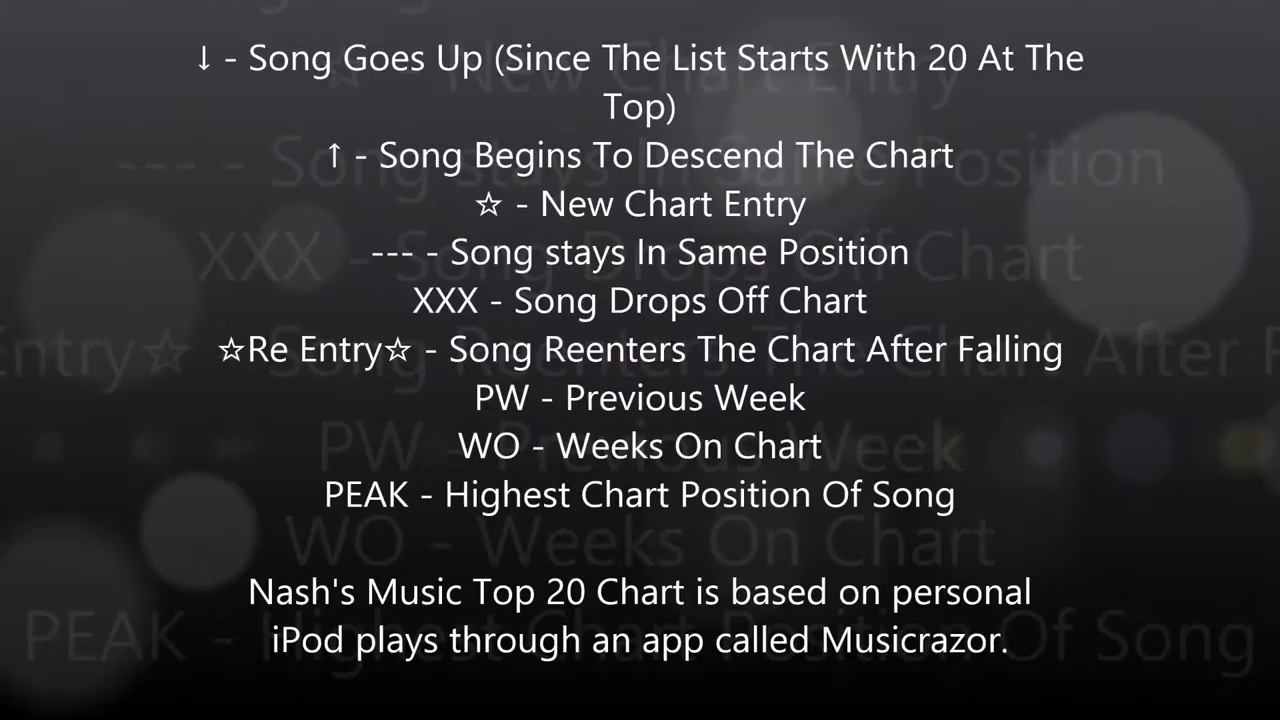 ↓ - Song Goes Up (Since The List Starts With 20 At The
Top)
↑ - Song Begins To Descend The Chart
☆ - New Chart Entry
--- - Song stays In Same Position
XXX - Song Drops Off Chart
☆Re Entry☆ - Song Reenters The Chart After Falling
PW - Previous Week
WO - Weeks On Chart
PEAK - Highest Chart Position Of Song
Nash's Music Top 20 Chart is based on personal
iPod plays through an app called Musicrazor.